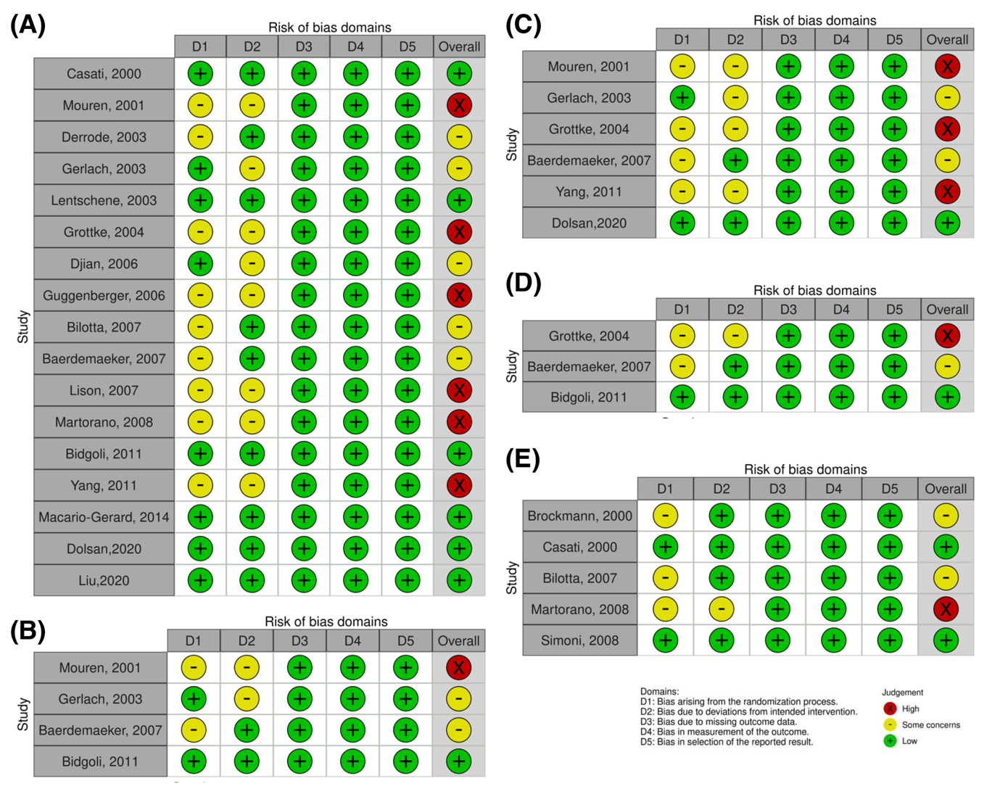 (A)
Risk of bias domains
D1 D2 D3 D4 D5 Overall
Study
Casati, 2000 + + + + + +
Mouren, 2001 - - + + + X
Derrode, 2003 - + + + + -
Gerlach, 2003 + - + + + -
Lentschene, 2003 + + + + + +
Grottke, 2004 - - + + + X
Djian, 2006 + - + + + -
Guggenberger, 2006 - - + + + X
Bilotta, 2007 - + + + + -
Baerdemaeker, 2007 - + + + + -
Lison, 2007 - - + + + X
Martorano, 2008 - - + + + X
Bidgoli, 2011 + + + + + +
Yang, 2011 - - + + + X
Macario-Gerard, 2014 + + + + + +
Dolsan,2020 + + + + + +
Liu,2020 + + + + + +
(B)
Risk of bias domains
D1 D2 D3 D4 D5 Overall
Study
Mouren, 2001 - - + + + X
Gerlach, 2003 + - + + + -
Baerdemaeker, 2007 - + + + + -
Bidgoli, 2011 + + + + + +
(C)
Risk of bias domains
D1 D2 D3 D4 D5 Overall
Study
Mouren, 2001 - - + + + X
Gerlach, 2003 + - + + + -
Grottke, 2004 - - + + + X
Baerdemaeker, 2007 - + + + + -
Yang, 2011 - - + + + X
Dolsan,2020 + + + + + +
(D)
Risk of bias domains
D1 D2 D3 D4 D5 Overall
Study
Grottke, 2004 - - + + + X
Baerdemaeker, 2007 - + + + + -
Bidgoli, 2011 + + + + + +
(E)
Risk of bias domains
D1 D2 D3 D4 D5 Overall
Study
Brockmann, 2000 - + + + + -
Casati, 2000 + + + + + +
Bilotta, 2007 - + + + + -
Martorano, 2008 - - + + + X
Simoni, 2008 + + + + + +
Domains:
D1: Bias arising from the randomization process.
D2: Bias due to deviations from intended intervention.
D3: Bias due to missing outcome data.
D4: Bias in measurement of the outcome.
D5: Bias in selection of the reported result.
Judgement
X High
- Some concerns
+ Low